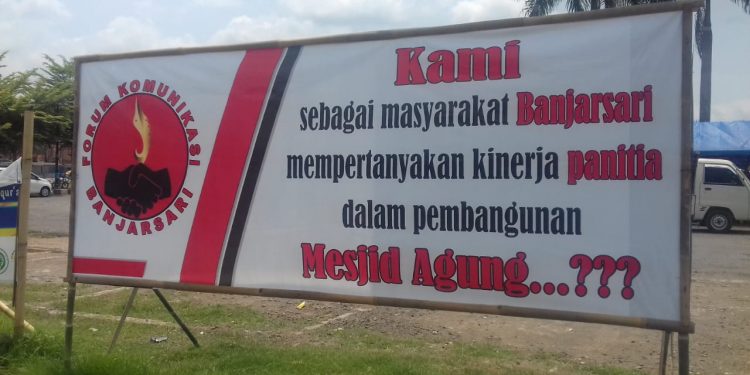 FORUM KOMUNIKASI
BANJARSARI
Kami
sebagai masyarakat Banjarsari
mempertanyakan kinerja panitia
dalam pembangunan
Mesjid Agung...???